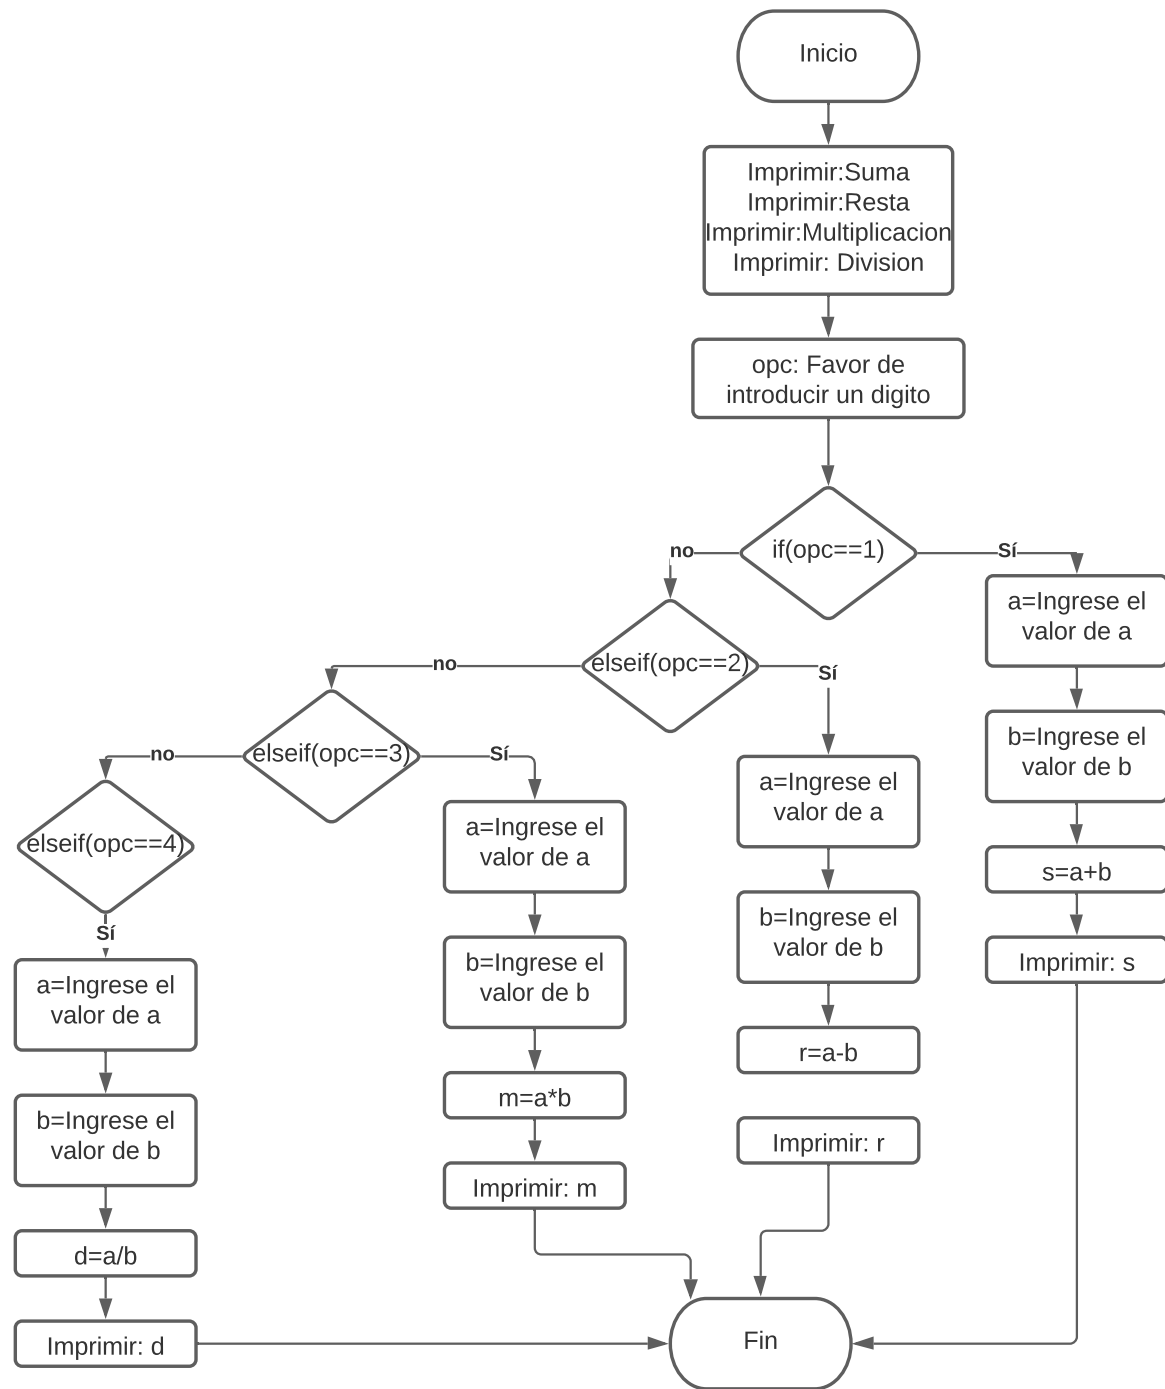 Inicio
Imprimir:Suma
Imprimir:Resta
Imprimir:Multiplicacion
Imprimir: Division
opc: Favor de
introducir un digito
if(opc==1)
no
Sí
a=Ingrese el
valor de a
b=Ingrese el
valor de b
s=a+b
Imprimir: s
elseif(opc==2)
no
Sí
a=Ingrese el
valor de a
b=Ingrese el
valor de b
r=a-b
Imprimir: r
elseif(opc==3)
no
Sí
a=Ingrese el
valor de a
b=Ingrese el
valor de b
m=a*b
Imprimir: m
elseif(opc==4)
Sí
a=Ingrese el
valor de a
b=Ingrese el
valor de b
d=a/b
Imprimir: d
Fin